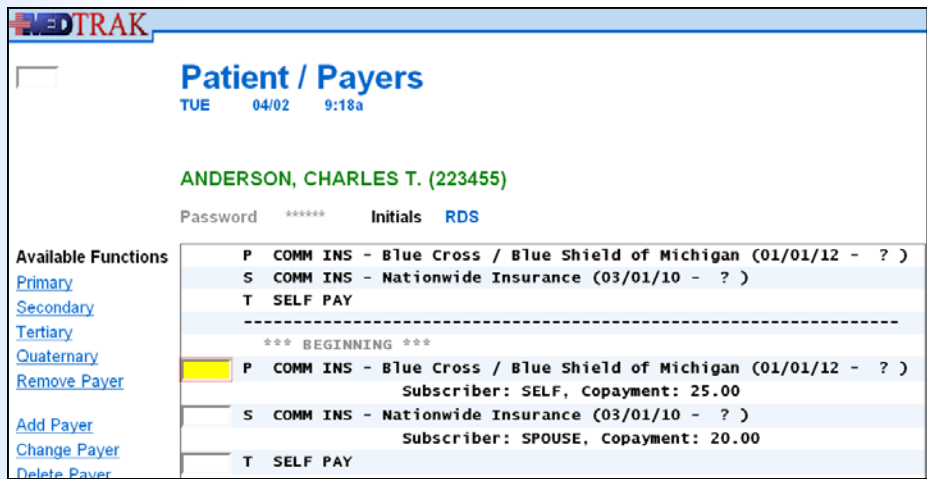 MEDTRAK
Patient / Payers
TUE 04/02 9:18a
ANDERSON, CHARLES T. (223455)
Password ****** Initials RDS
Available Functions
Primary
Secondary
Tertiary
Quaternary
Remove Payer
Add Payer
Change Payer
Delete Payer
P COMM INS - Blue Cross / Blue Shield of Michigan (01/01/12 - ? )
S COMM INS - Nationwide Insurance (03/10/10 - ? )
T SELF PAY
------------------------------------------------------------------
*** BEGINNING ***
P COMM INS - Blue Cross / Blue Shield of Michigan (01/01/12 - ? )
Subscriber: SELF, Copayment: 25.00
S COMM INS - Nationwide Insurance (03/01/10 - ? )
Subscriber: SPOUSE, Copayment: 20.00
T SELF PAY